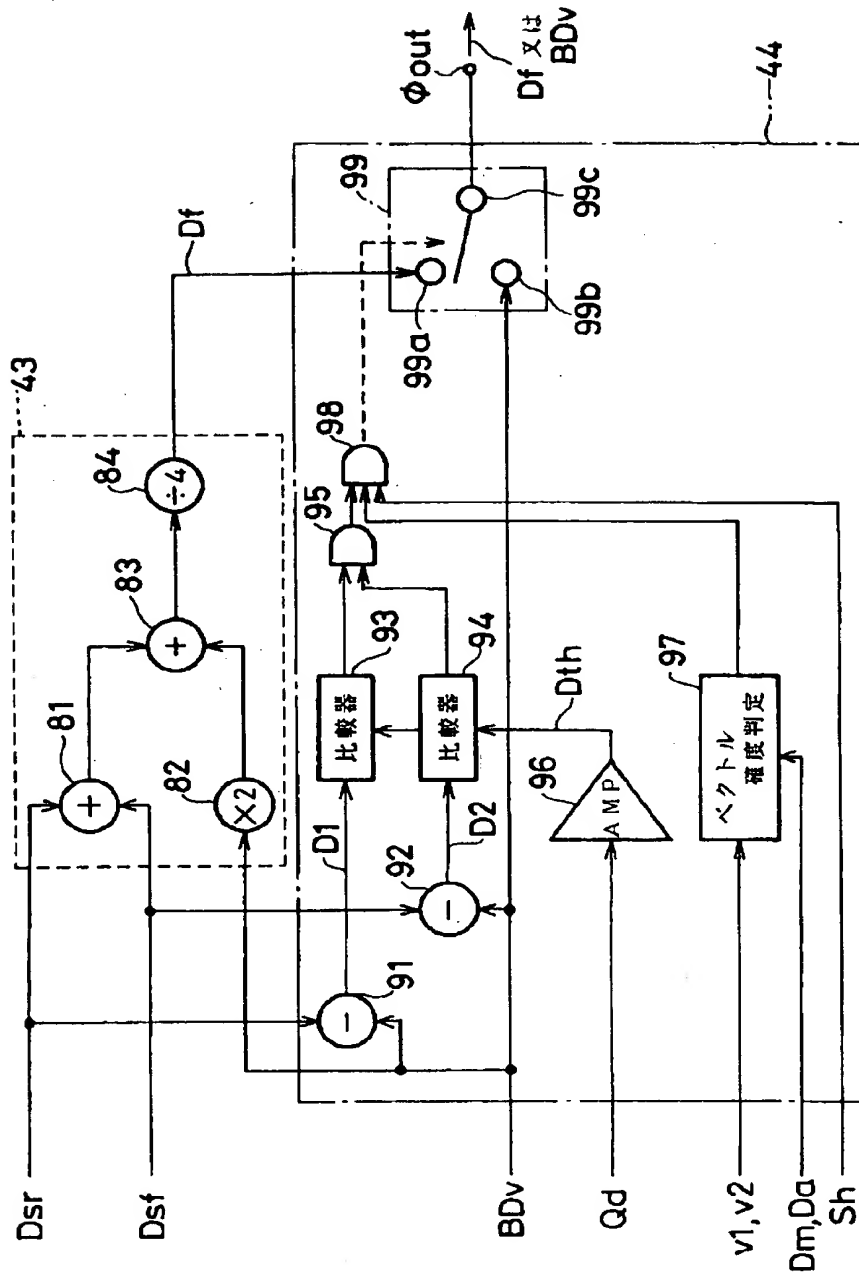 Dsr
Dsf
BDv
Qd
v1,v2
Dm,Da
Sh
43
81
+
82
×2
83
+
84
÷4
Df
91
−
92
−
D1
D2
93
比較器
94
比較器
Dth
96
AMP
97
ベクトル
確度判定
95
98
99
99a
99b
99c
Φout
Df 又は
BDv
44